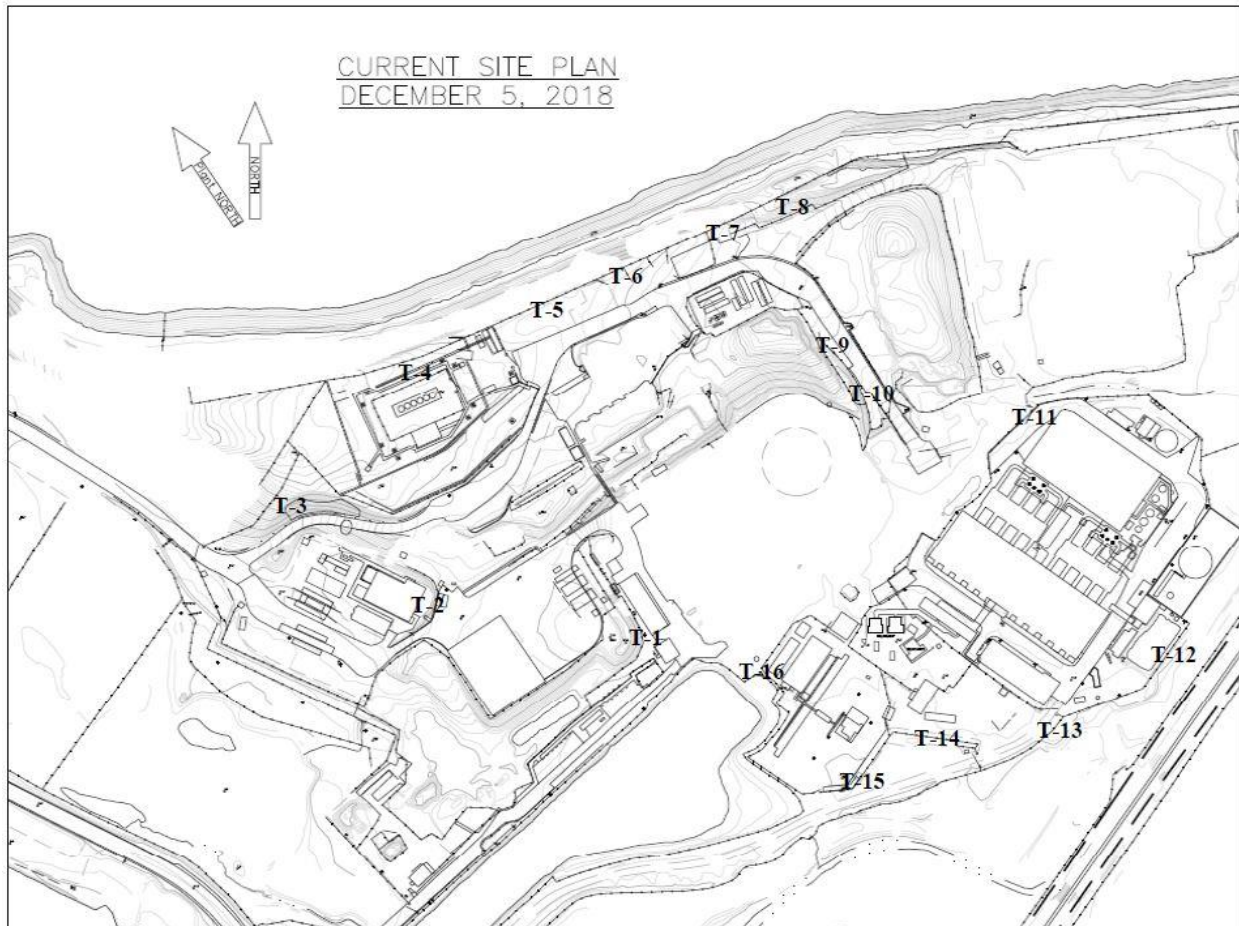 CURRENT SITE PLAN
DECEMBER 5, 2018
NORTH
Plant NORTH
T-8
T-7
T-6
T-5
T-9
T-4
T-10
T-11
T-3
T-2
T-1
T-12
T-16
T-13
T-14
T-15